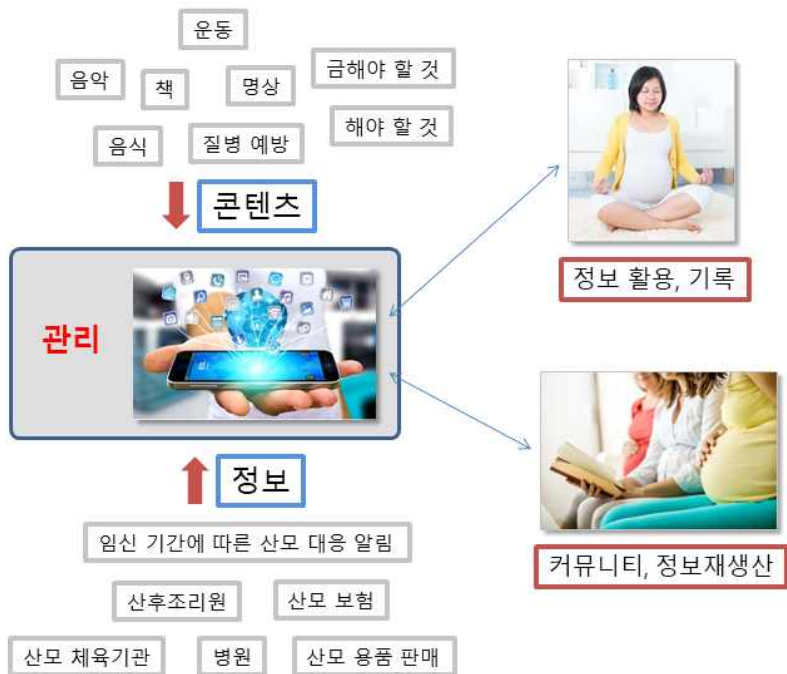 운동
음악
책
명상
금해야 할 것
음식
질병 예방
해야 할 것
콘텐츠
관리
정보 활용, 기록
정보
커뮤니티, 정보재생산
임신 기간에 따른 산모 대응 알림
산후조리원
산모 보험
산모 체육기관
병원
산모 용품 판매